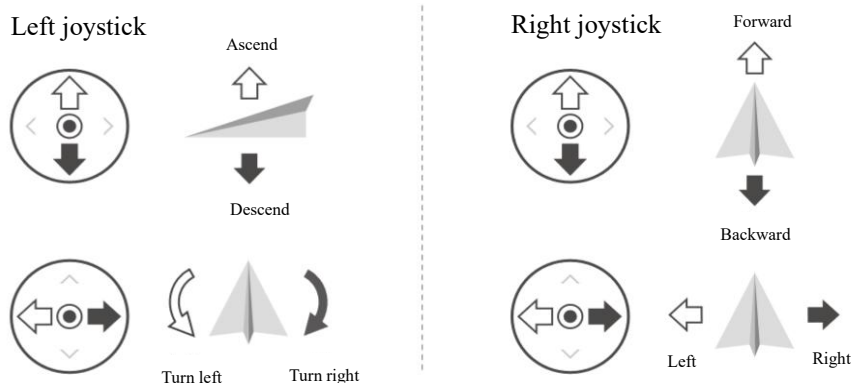 Left joystick
Ascend
Descend
Turn left
Turn right
Right joystick
Forward
Backward
Left
Right